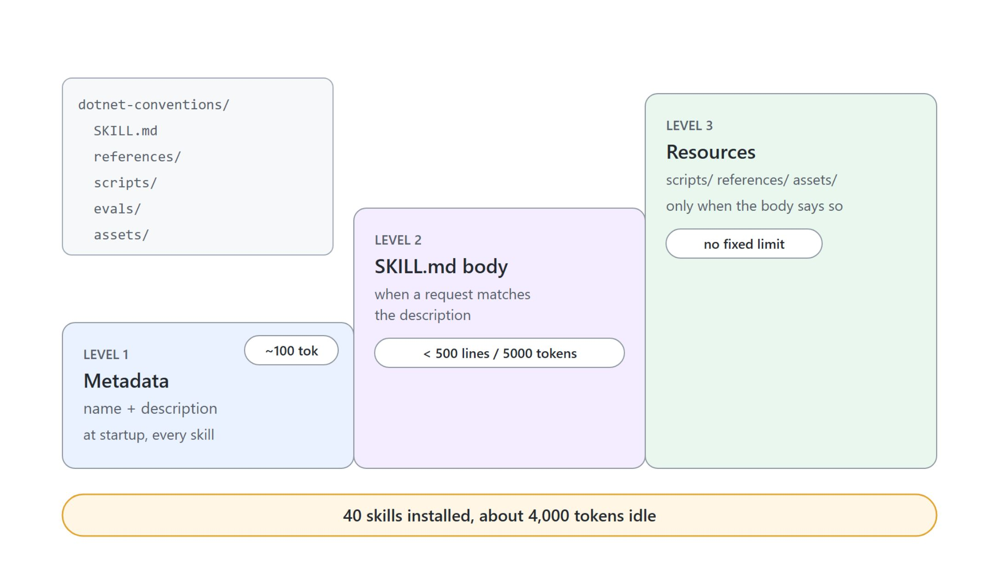 dotnet-conventions/
SKILL.md
references/
scripts/
evals/
assets/
LEVEL 1
~100 tok
Metadata
name + description
at startup, every skill
LEVEL 2
SKILL.md body
when a request matches
the description
< 500 lines / 5000 tokens
LEVEL 3
Resources
scripts/ references/ assets/
only when the body says so
no fixed limit
40 skills installed, about 4,000 tokens idle